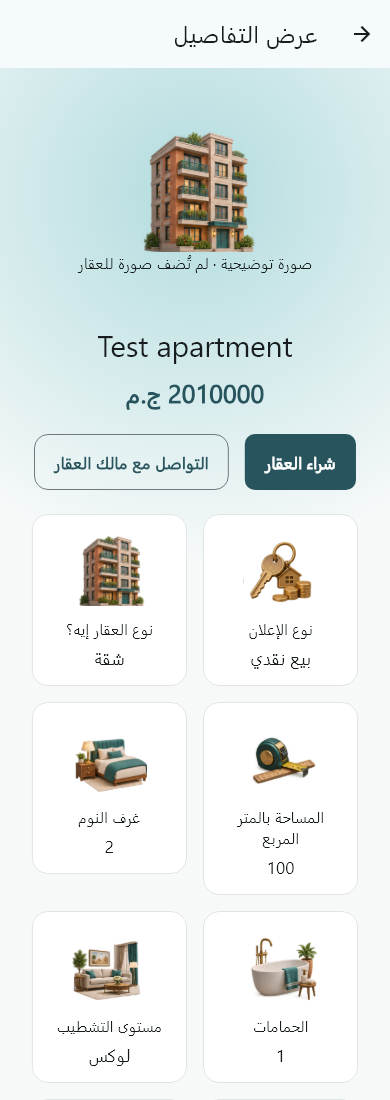 عرض التفاصيل
صورة توضيحية · لم تُضف صورة للعقار
Test apartment
2010000 ج.م
شراء العقار
التواصل مع مالك العقار
نوع الإعلان
بيع نقدي
نوع العقار إيه؟
شقة
المساحة بالمتر
المربع
100
غرف النوم
2
الحمامات
1
مستوى التشطيب
لوكس